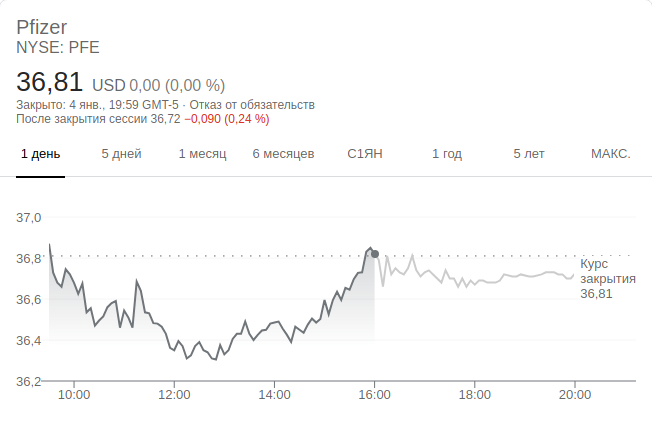 Pfizer
NYSE: PFE
36,81 USD 0,00 (0,00 %)
Закрыто: 4 янв., 19:59 GMT-5 · Отказ от обязательств
После закрытия сессии 36,72 −0,090 (0,24 %)
1 день 5 дней 1 месяц 6 месяцев С1ЯН 1 год 5 лет МАКС.
37,0
36,8
Курс
закрытия
36,81
36,6
36,4
36,2
10:00 12:00 14:00 16:00 18:00 20:00